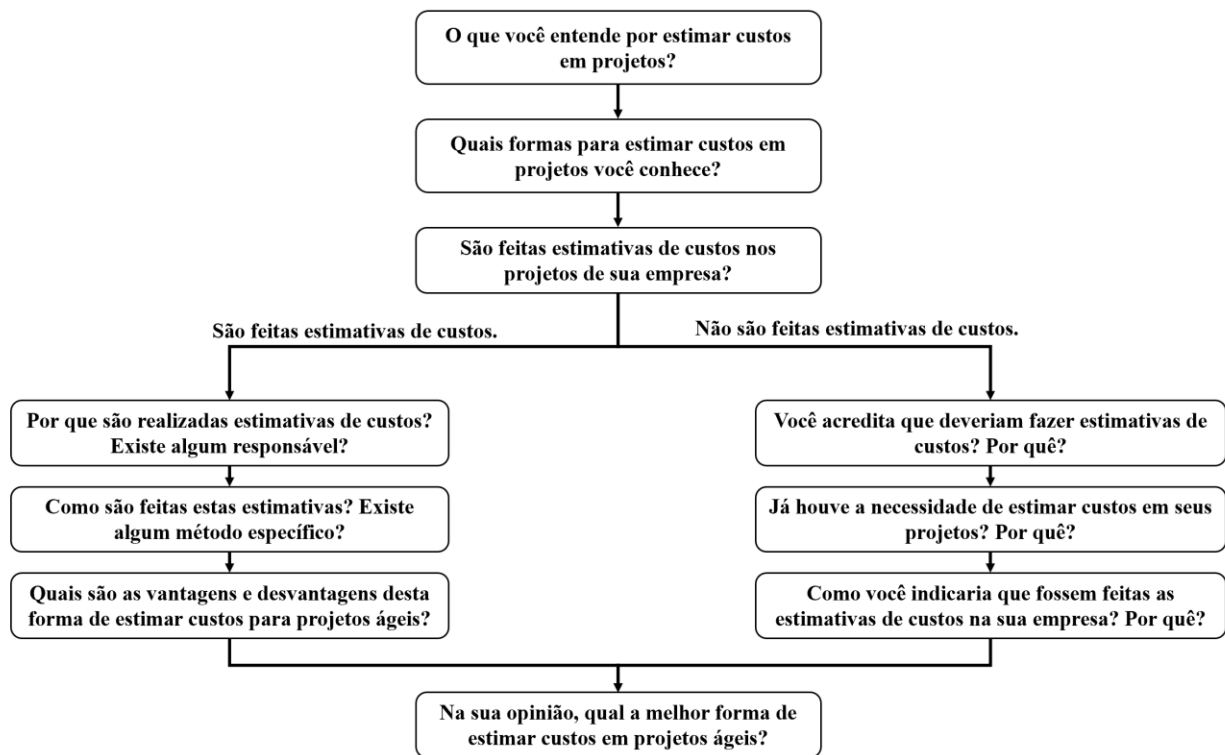 O que você entende por estimar custos
em projetos?
Quais formas para estimar custos em
projetos você conhece?
São feitas estimativas de custos nos
projetos de sua empresa?
São feitas estimativas de custos.
Não são feitas estimativas de custos.
Por que são realizadas estimativas de custos?
Existe algum responsável?
Como são feitas estas estimativas? Existe
algum método específico?
Quais são as vantagens e desvantagens desta
forma de estimar custos para projetos ágeis?
Você acredita que deveriam fazer estimativas de
custos? Por quê?
Já houve a necessidade de estimar custos em seus
projetos? Por quê?
Como você indicaria que fossem feitas as
estimativas de custos na sua empresa? Por quê?
Na sua opinião, qual a melhor forma de
estimar custos em projetos ágeis?